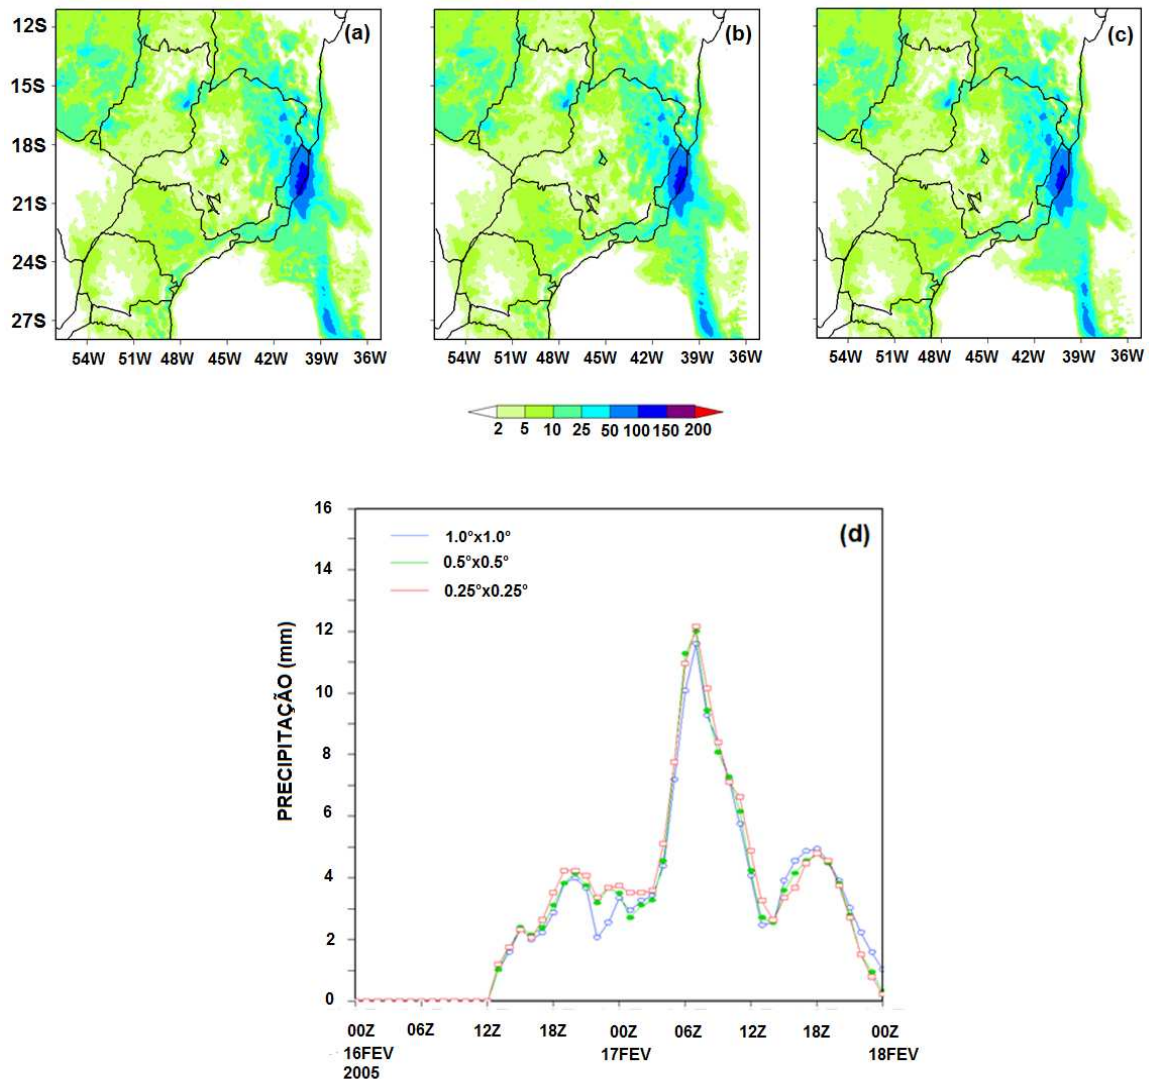 (a) (b) (c)
12S
15S
18S
21S
24S
27S
54W 51W 48W 45W 42W 39W 36W
54W 51W 48W 45W 42W 39W 36W
54W 51W 48W 45W 42W 39W 36W
2 5 10 25 50 100 150 200
(d)
1.0°x1.0°
0.5°x0.5°
0.25°x0.25°
PRECIPITAÇÃO (mm)
16
14
12
10
8
6
4
2
0
00Z 06Z 12Z 18Z 00Z 06Z 12Z 18Z 00Z
16FEV 17FEV 18FEV
2005